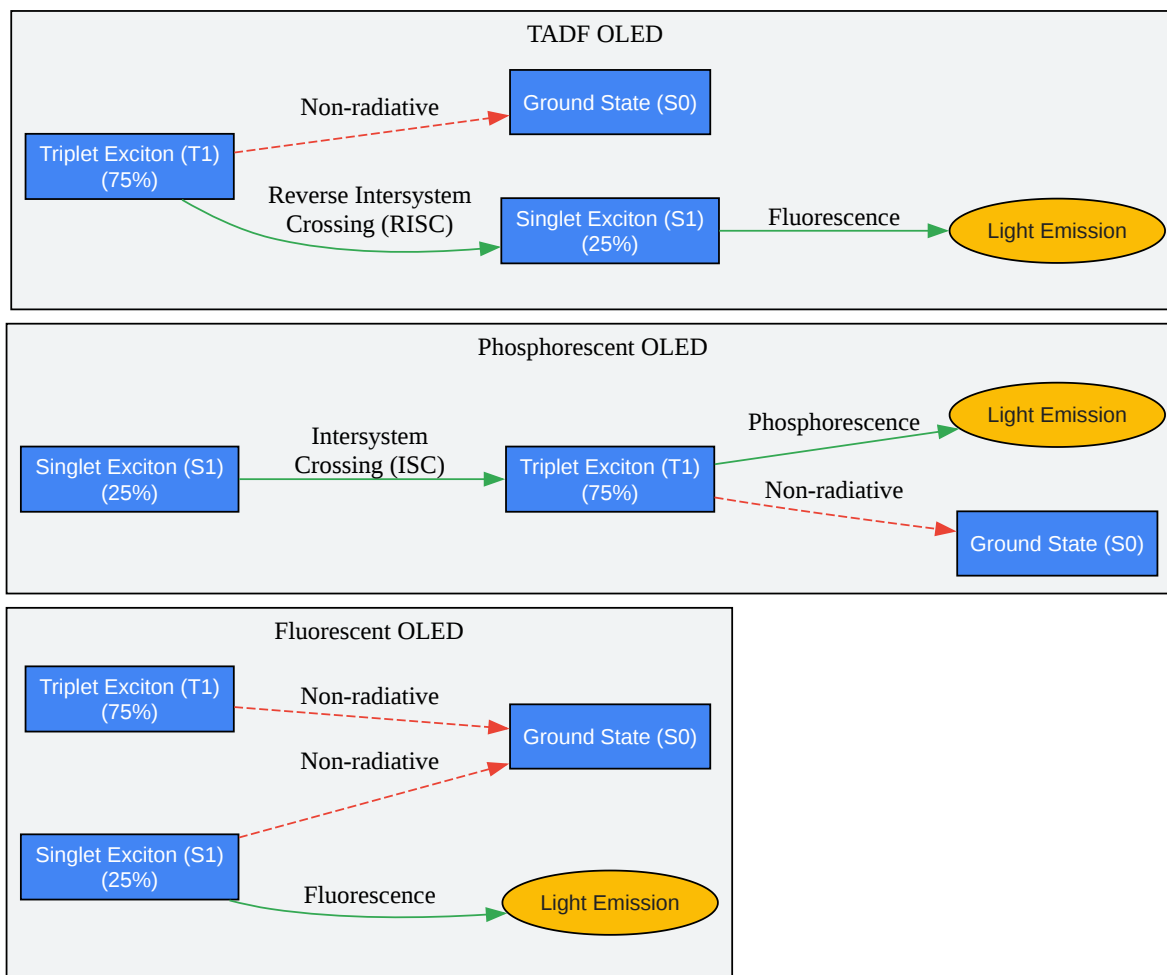 TADF OLED
Non-radiative
Ground State (S0)
Triplet Exciton (T1)
(75%)
Reverse Intersystem
Crossing (RISC)
Singlet Exciton (S1)
(25%)
Fluorescence
Light Emission
Phosphorescent OLED
Singlet Exciton (S1)
(25%)
Intersystem
Crossing (ISC)
Triplet Exciton (T1)
(75%)
Phosphorescence
Light Emission
Non-radiative
Ground State (S0)
Fluorescent OLED
Triplet Exciton (T1)
(75%)
Non-radiative
Ground State (S0)
Non-radiative
Singlet Exciton (S1)
(25%)
Fluorescence
Light Emission